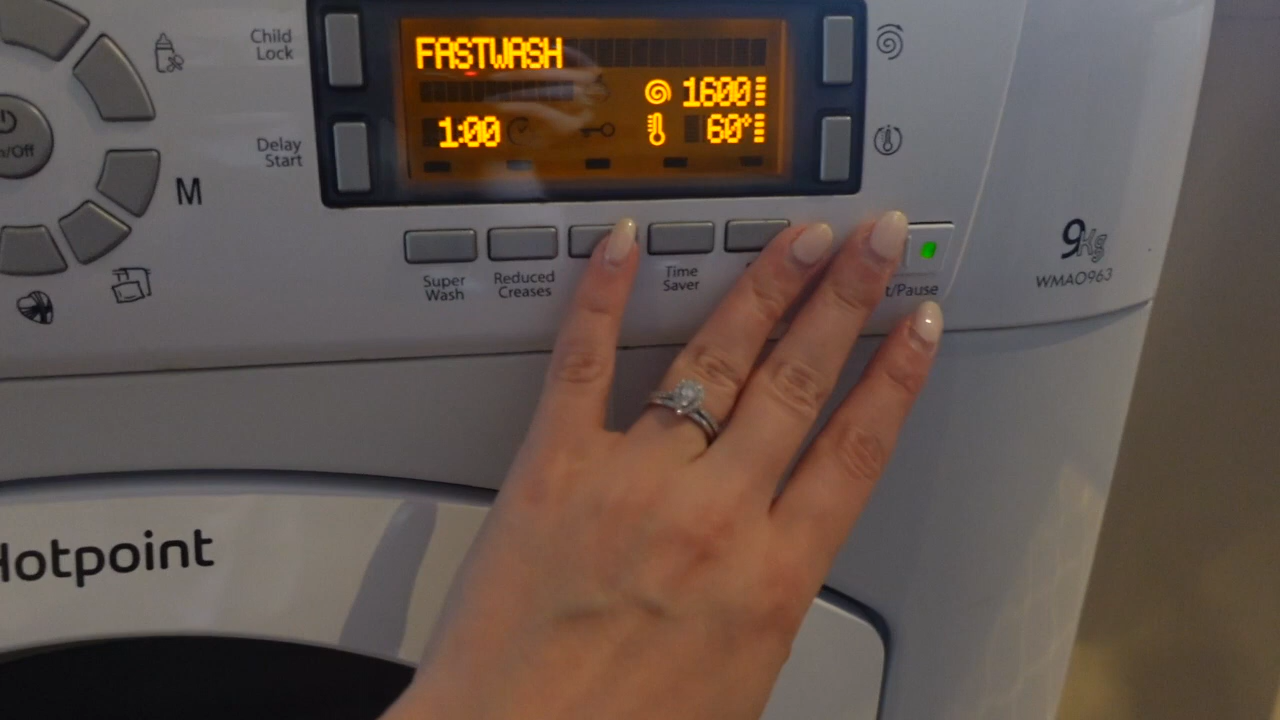 Child
Lock
FASTWASH
1600
1:00
60°
Delay
Start
n/Off
M
Super
Wash
Reduced
Creases
Time
Saver
t/Pause
9Kg
WMAO963
Hotpoint